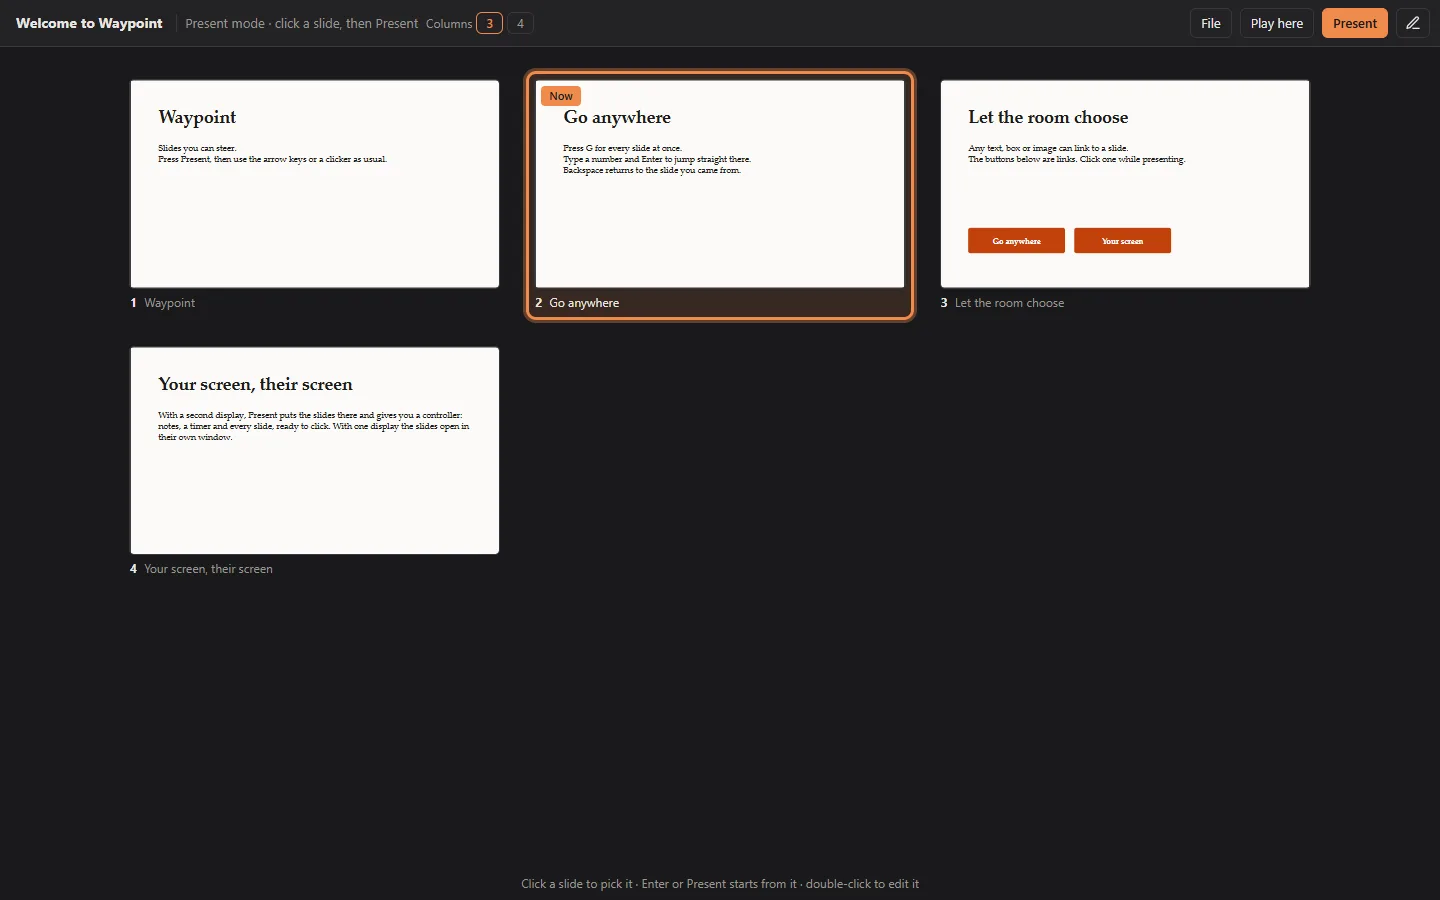 Welcome to Waypoint
Present mode · click a slide, then Present
Columns 3 4
File
Play here
Present
Waypoint
Slides you can steer.
Press Present, then use the arrow keys or a clicker as usual.
1 Waypoint
Now
Go anywhere
Press G for every slide at once.
Type a number and Enter to jump straight there.
Backspace returns to the slide you came from.
2 Go anywhere
Let the room choose
Any text, box or image can link to a slide.
The buttons below are links. Click one while presenting.
Go anywhere
Your screen
3 Let the room choose
Your screen, their screen
With a second display, Present puts the slides there and gives you a controller:
notes, a timer and every slide, ready to click. With one display the slides open in
their own window.
4 Your screen, their screen
Click a slide to pick it · Enter or Present starts from it · double-click to edit it